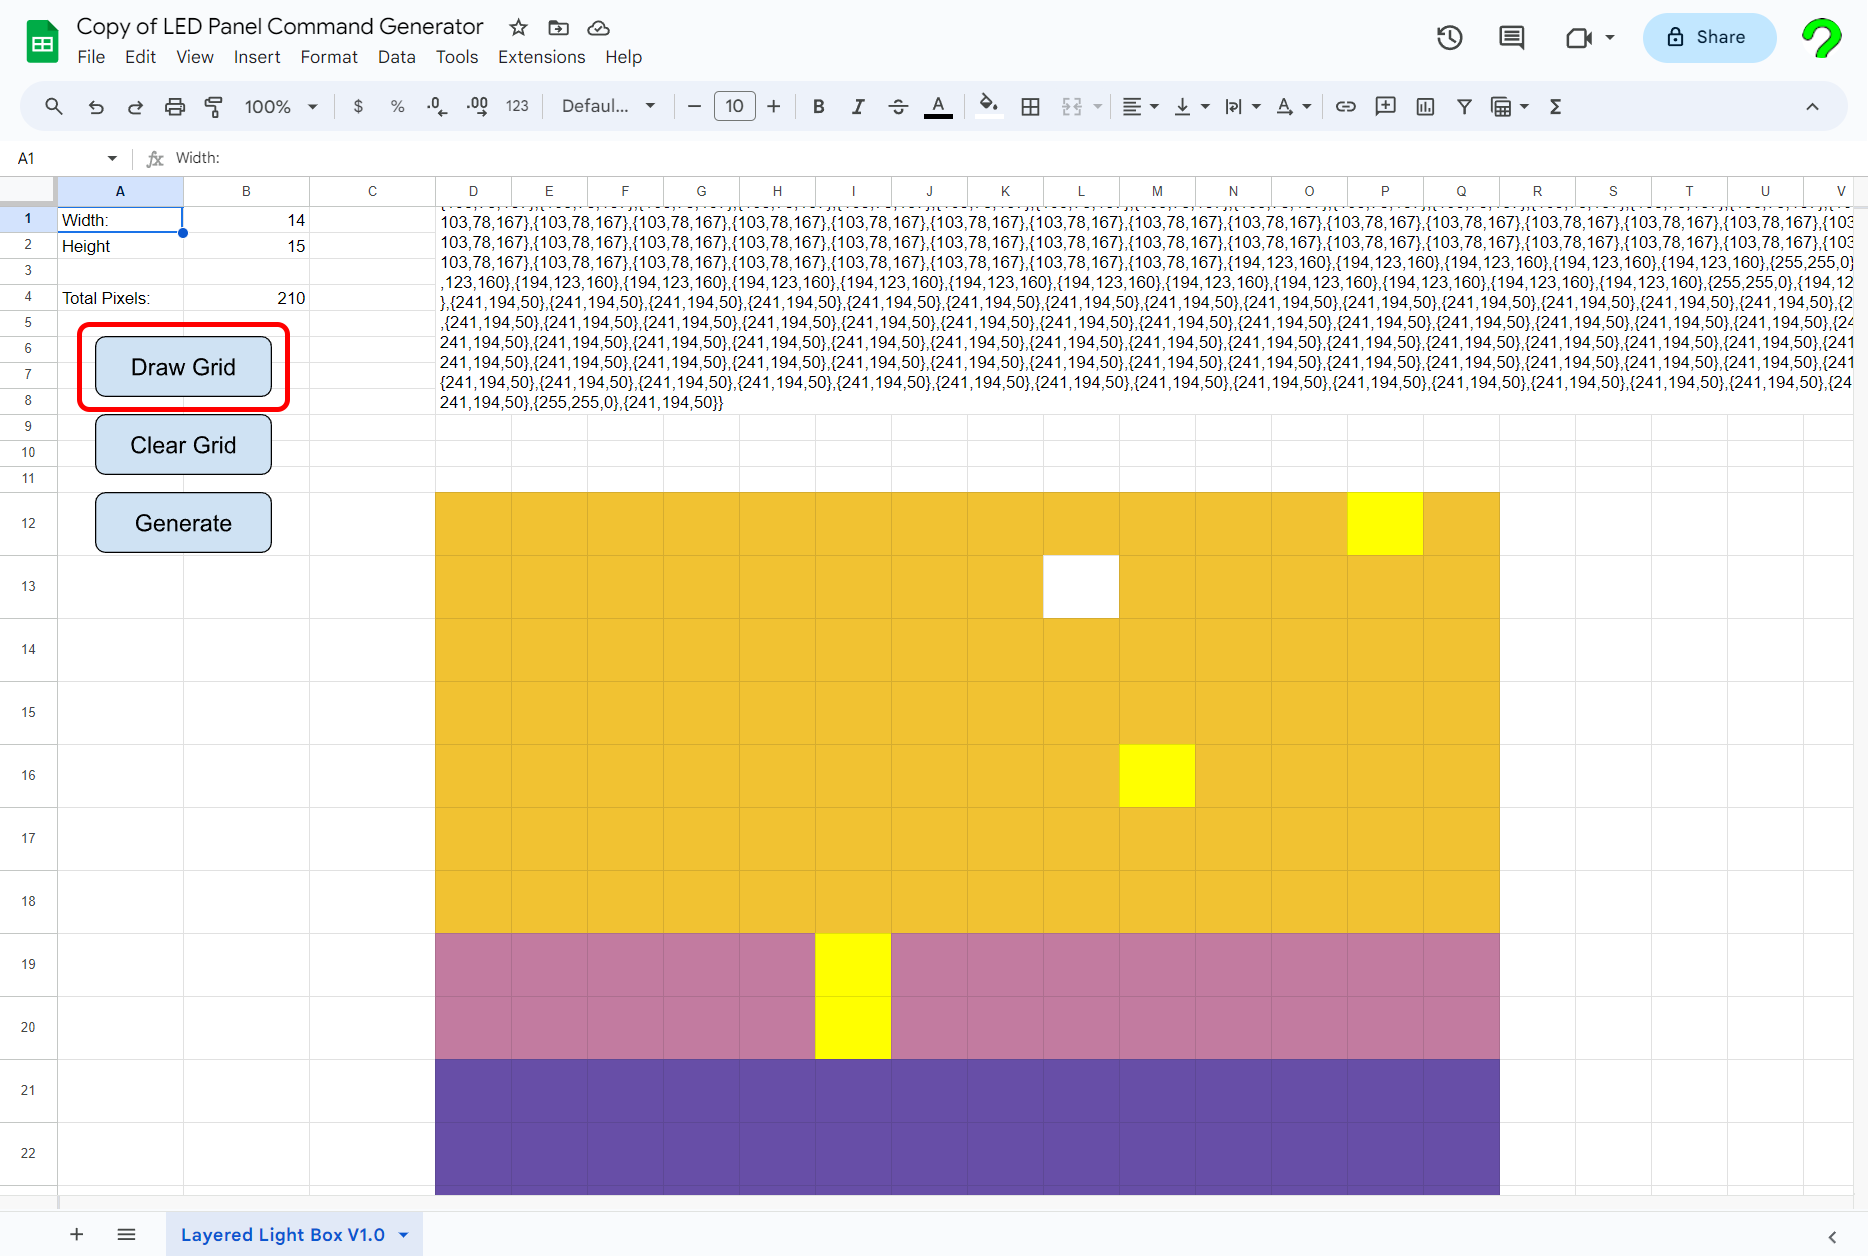 Copy of LED Panel Command Generator
File Edit View Insert Format Data Tools Extensions Help
Share
100% $ % .0 .00 123 Defaul... 10 B I A Σ
A1 fx Width:
A B C D E F G H I J K L M N O P Q R S T U V
1 Width: 14
2 Height 15
3
4 Total Pixels: 210
5
6
7
8
9
10
11
12
13
14
15
16
17
18
19
20
21
22
Draw Grid
Clear Grid
Generate
103,78,167},{103,78,167},{103,78,167},{103,78,167},{103,78,167},{103,78,167},{103,78,167},{103,78,167},{103,78,167},{103,78,167},{103,78,167},{103,78,167},{103,78,167},{103,78,167},{103
103,78,167},{103,78,167},{103,78,167},{103,78,167},{103,78,167},{103,78,167},{103,78,167},{103,78,167},{103,78,167},{103,78,167},{103,78,167},{103,78,167},{103,78,167},{103,78,167},{103
103,78,167},{103,78,167},{103,78,167},{103,78,167},{103,78,167},{103,78,167},{103,78,167},{103,78,167},{194,123,160},{194,123,160},{194,123,160},{194,123,160},{194,123,160},{255,255,0}
,123,160},{194,123,160},{194,123,160},{194,123,160},{194,123,160},{194,123,160},{194,123,160},{194,123,160},{194,123,160},{194,123,160},{194,123,160},{255,255,0},{194,12
},{241,194,50},{241,194,50},{241,194,50},{241,194,50},{241,194,50},{241,194,50},{241,194,50},{241,194,50},{241,194,50},{241,194,50},{241,194,50},{241,194,50},{241,194,50},{241,194,50},{2
,{241,194,50},{241,194,50},{241,194,50},{241,194,50},{241,194,50},{241,194,50},{241,194,50},{241,194,50},{241,194,50},{241,194,50},{241,194,50},{241,194,50},{241,194,50},{241,194,50},{24
241,194,50},{241,194,50},{241,194,50},{241,194,50},{241,194,50},{241,194,50},{241,194,50},{241,194,50},{241,194,50},{241,194,50},{241,194,50},{241,194,50},{241,194,50},{241,194,50},{241
241,194,50},{241,194,50},{241,194,50},{241,194,50},{241,194,50},{241,194,50},{241,194,50},{241,194,50},{241,194,50},{241,194,50},{241,194,50},{241,194,50},{241,194,50},{241,194,50},{241
{241,194,50},{241,194,50},{241,194,50},{241,194,50},{241,194,50},{241,194,50},{241,194,50},{241,194,50},{241,194,50},{241,194,50},{241,194,50},{241,194,50},{241,194,50},{241,194,50},{24
241,194,50},{255,255,0},{241,194,50}}
Layered Light Box V1.0